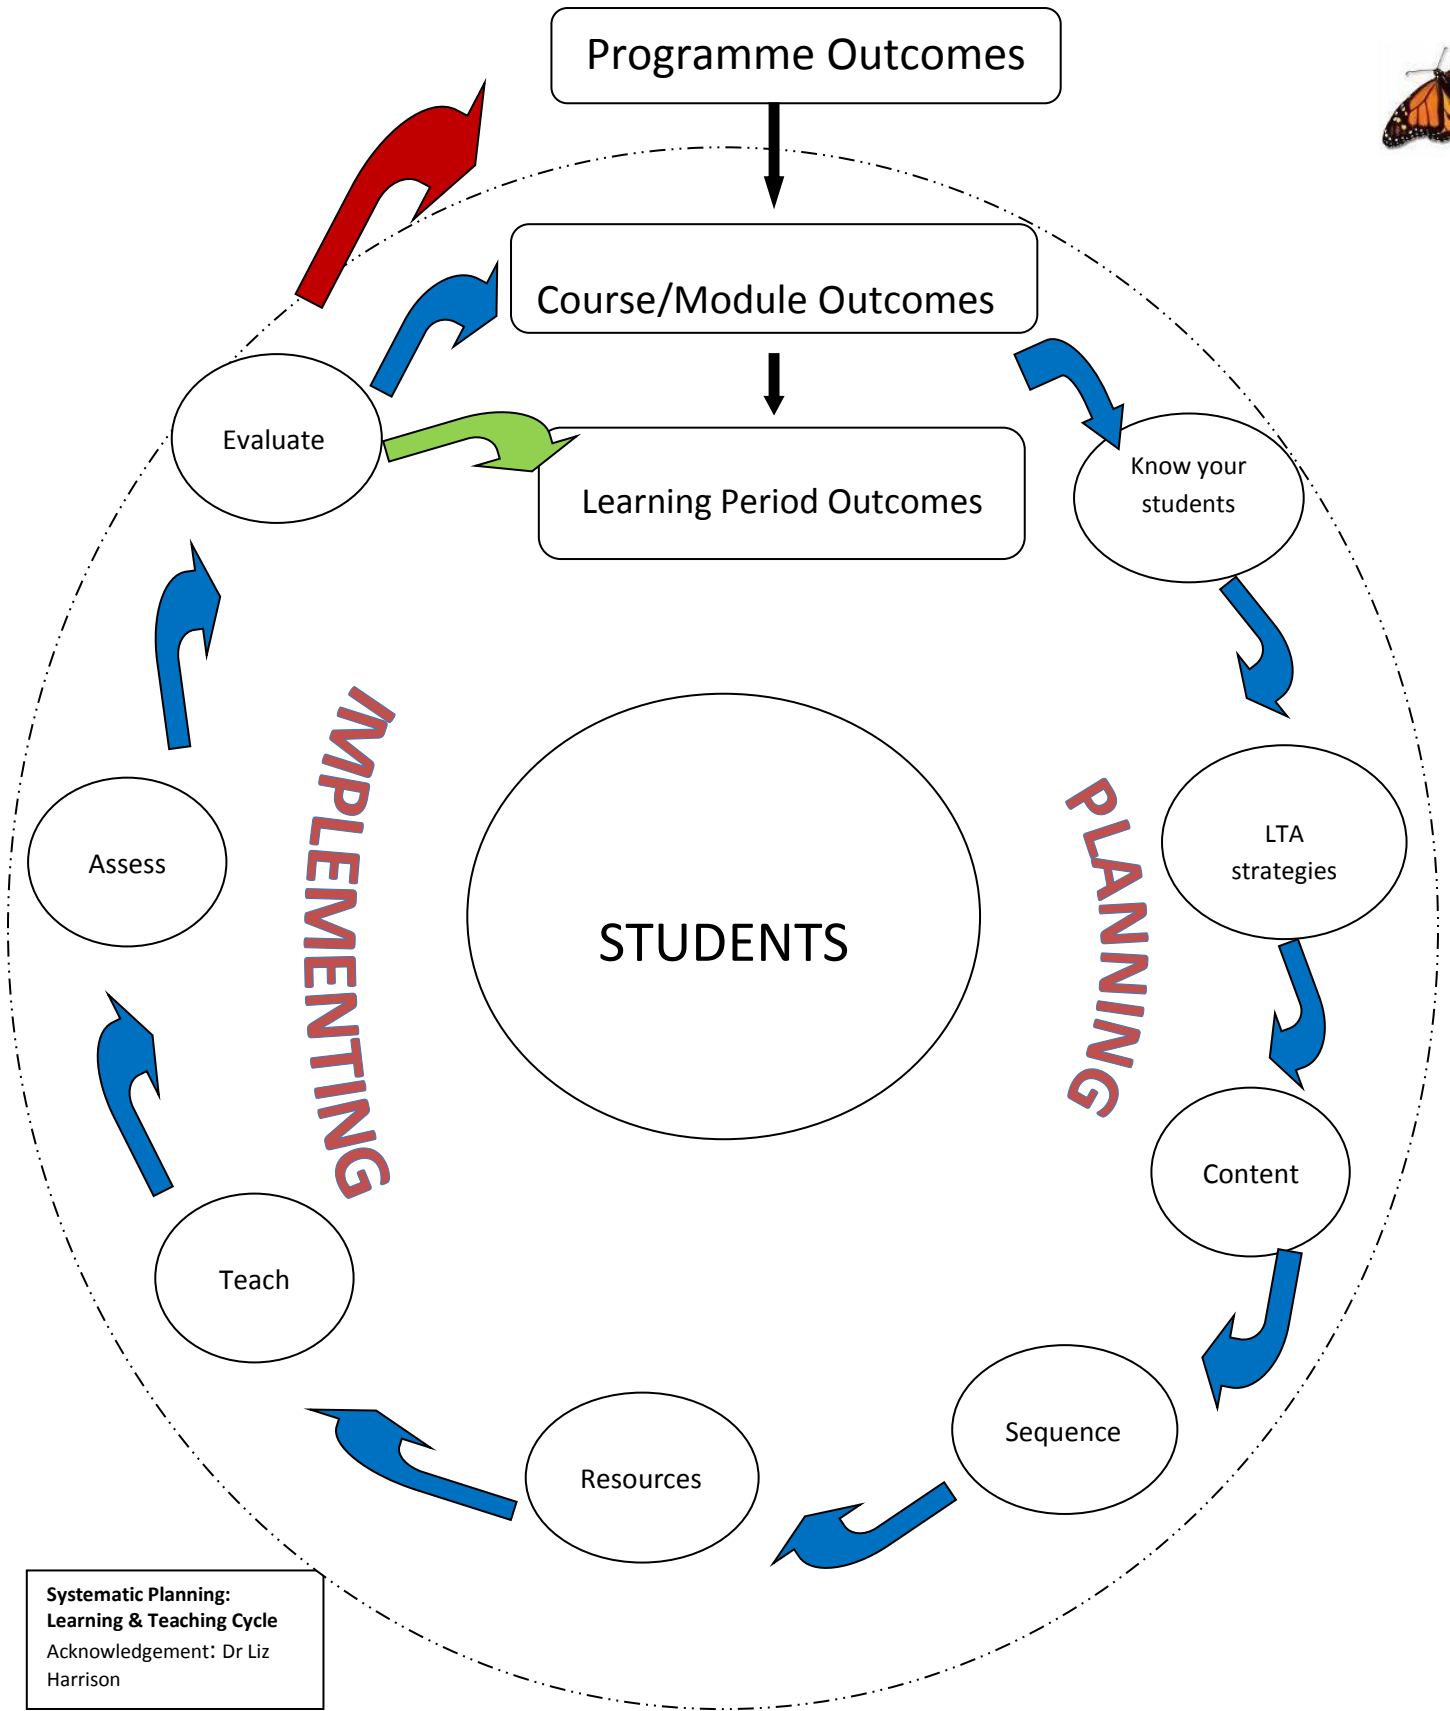 Programme Outcomes
Course/Module Outcomes
Evaluate
Learning Period Outcomes
Know your
students
IMPLEMENTING
PLANNING
LTA
strategies
Assess
STUDENTS
Content
Teach
Sequence
Resources
Systematic Planning:
Learning & Teaching Cycle
Acknowledgement: Dr Liz
Harrison